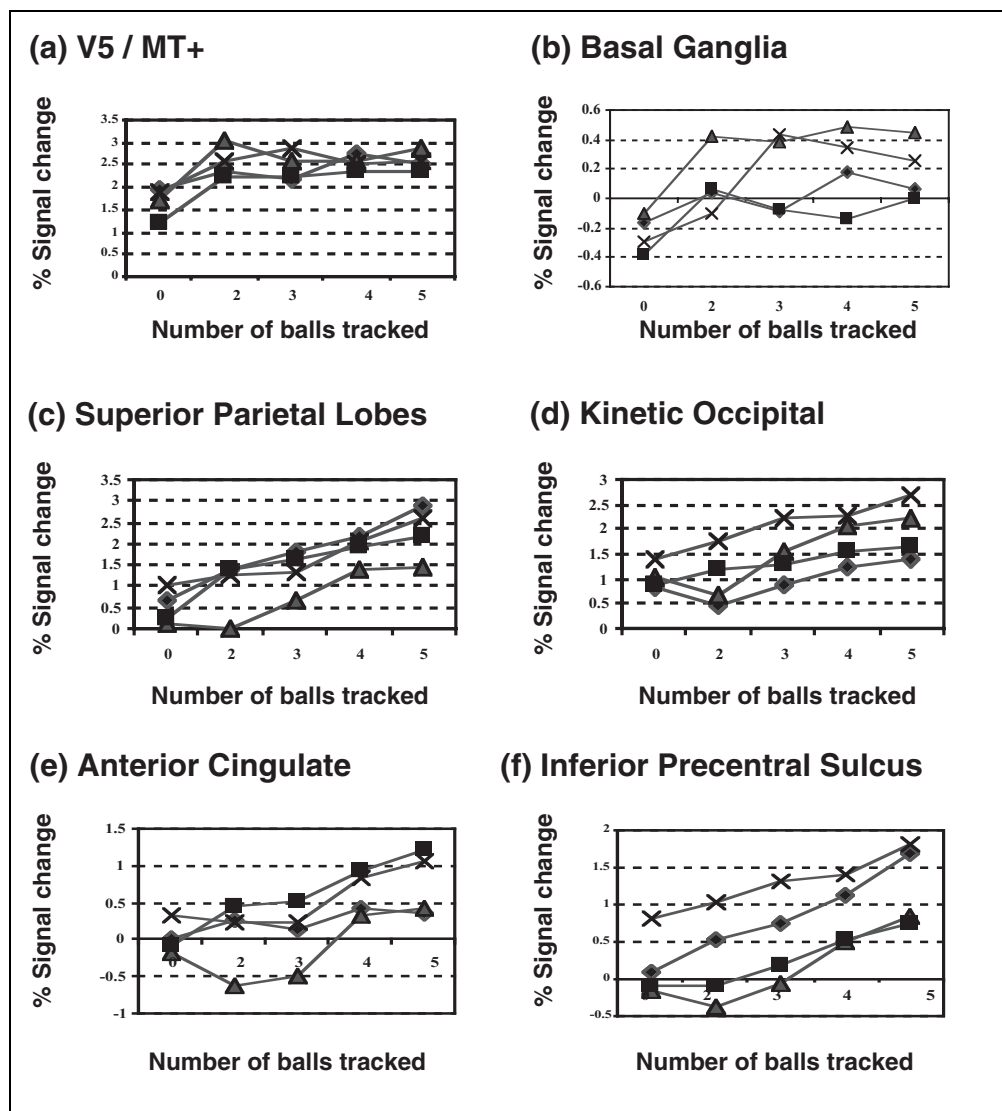 (a) V5 / MT+
% Signal change
3.5
3
2.5
2
1.5
1
0.5
0
0 2 3 4 5
Number of balls tracked
(b) Basal Ganglia
% Signal change
0.6
0.4
0.2
0
-0.2
-0.4
-0.6
0 2 3 4 5
Number of balls tracked
(c) Superior Parietal Lobes
% Signal change
3.5
3
2.5
2
1.5
1
0.5
0
0 2 3 4 5
Number of balls tracked
(d) Kinetic Occipital
% Signal change
3
2.5
2
1.5
1
0.5
0
0 2 3 4 5
Number of balls tracked
(e) Anterior Cingulate
% Signal change
1.5
1
0.5
0
-0.5
-1
0 2 3 4 5
Number of balls tracked
(f) Inferior Precentral Sulcus
% Signal change
2
1.5
1
0.5
0
-0.5
2 3 4 5
Number of balls tracked